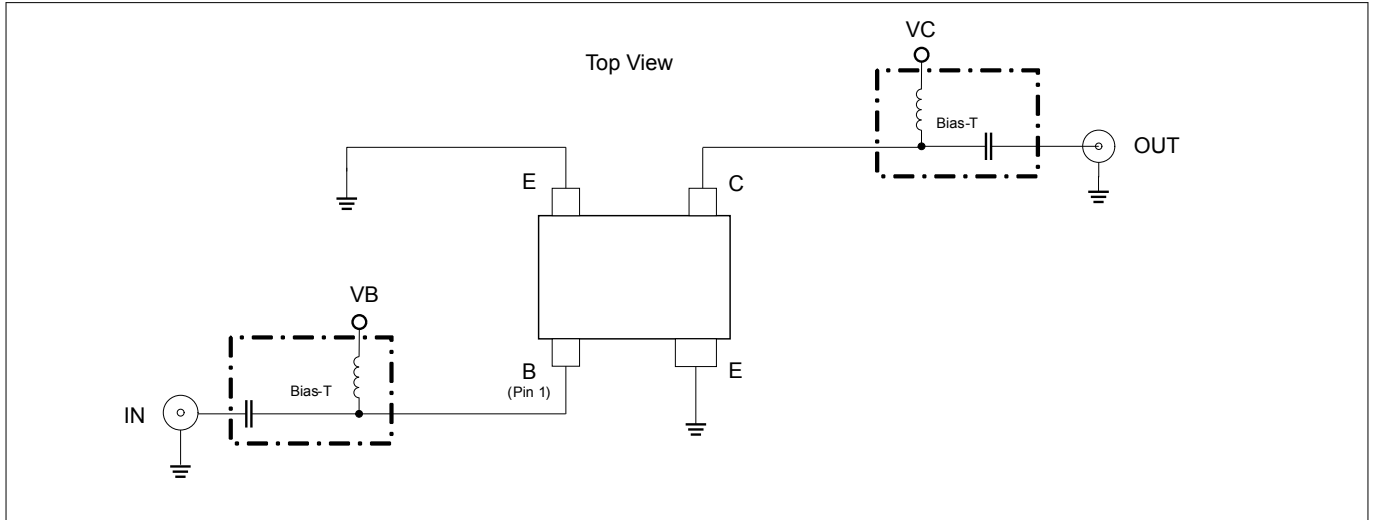 VC
Top View
Bias-T
OUT
E
C
VB
B
E
(Pin 1)
Bias-T
IN